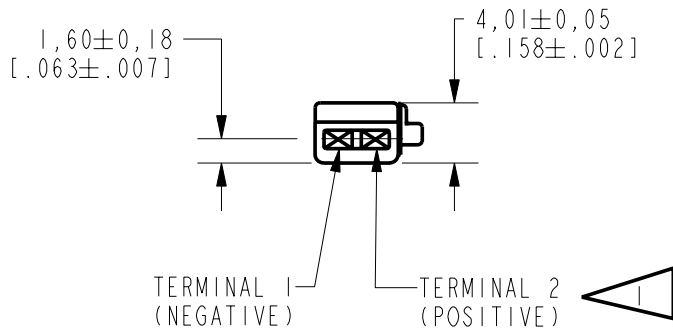 1,60±0,18
[.063±.007]
4,01±0,05
[.158±.002]
TERMINAL 1
(NEGATIVE)
TERMINAL 2
(POSITIVE)
1